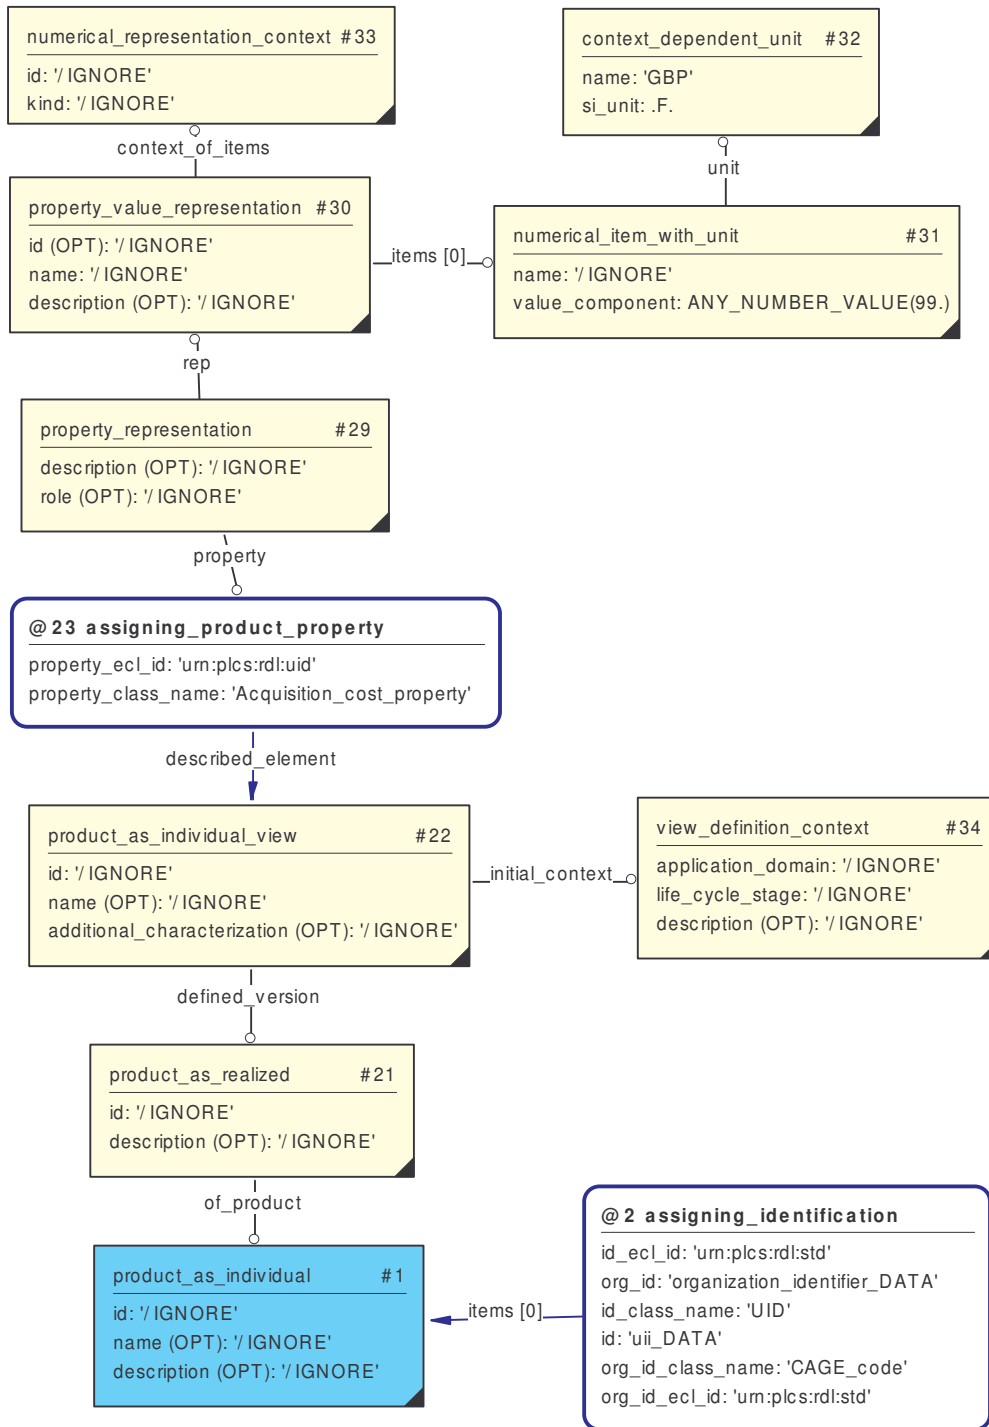 numerical_representation_context #33
id: '/IGNORE'
kind: '/IGNORE'
context_dependent_unit #32
name: 'GBP'
si_unit: .F.
context_of_items
unit
property_value_representation #30
id (OPT): '/IGNORE'
name: '/IGNORE'
description (OPT): '/IGNORE'
items [0]
numerical_item_with_unit #31
name: '/IGNORE'
value_component: ANY_NUMBER_VALUE(99.)
rep
property_representation #29
description (OPT): '/IGNORE'
role (OPT): '/IGNORE'
property
@23 assigning_product_property
property_ecl_id: 'urn:plcs:rdl:uid'
property_class_name: 'Acquisition_cost_property'
described_element
product_as_individual_view #22
id: '/IGNORE'
name (OPT): '/IGNORE'
additional_characterization (OPT): '/IGNORE'
initial_context
view_definition_context #34
application_domain: '/IGNORE'
life_cycle_stage: '/IGNORE'
description (OPT): '/IGNORE'
defined_version
product_as_realized #21
id: '/IGNORE'
description (OPT): '/IGNORE'
of_product
product_as_individual #1
id: '/IGNORE'
name (OPT): '/IGNORE'
description (OPT): '/IGNORE'
items [0]
@2 assigning_identification
id_ecl_id: 'urn:plcs:rdl:std'
org_id: 'organization_identifier_DATA'
id_class_name: 'UID'
id: 'uii_DATA'
org_id_class_name: 'CAGE_code'
org_id_ecl_id: 'urn:plcs:rdl:std'